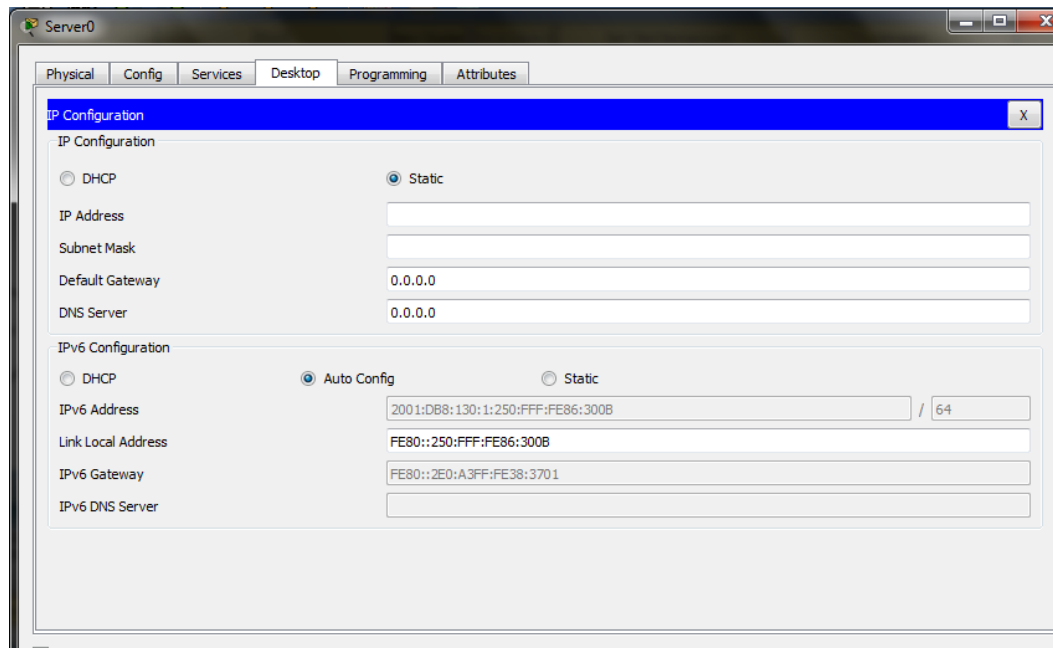 Server0
X
Physical Config Services Desktop Programming Attributes
IP Configuration X
IP Configuration
DHCP Static
IP Address
Subnet Mask
Default Gateway 0.0.0.0
DNS Server 0.0.0.0
IPv6 Configuration
DHCP Auto Config Static
IPv6 Address 2001:DB8:130:1:250:FFF:FE86:300B / 64
Link Local Address FE80::250:FFF:FE86:300B
IPv6 Gateway FE80::2E0:A3FF:FE38:3701
IPv6 DNS Server